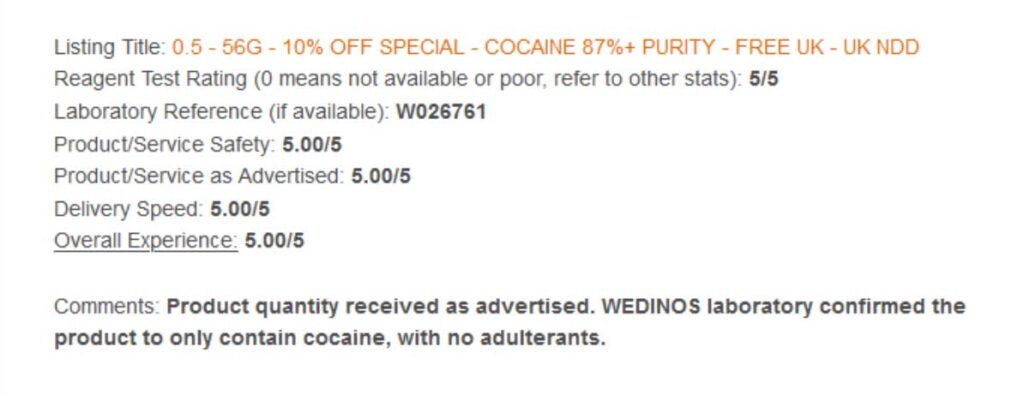 Listing Title: 0.5 - 56G - 10% OFF SPECIAL - COCAINE 87%+ PURITY - FREE UK - UK NDD
Reagent Test Rating (0 means not available or poor, refer to other stats): 5/5
Laboratory Reference (if available): W026761
Product/Service Safety: 5.00/5
Product/Service as Advertised: 5.00/5
Delivery Speed: 5.00/5
Overall Experience: 5.00/5
Comments: Product quantity received as advertised. WEDINOS laboratory confirmed the
product to only contain cocaine, with no adulterants.